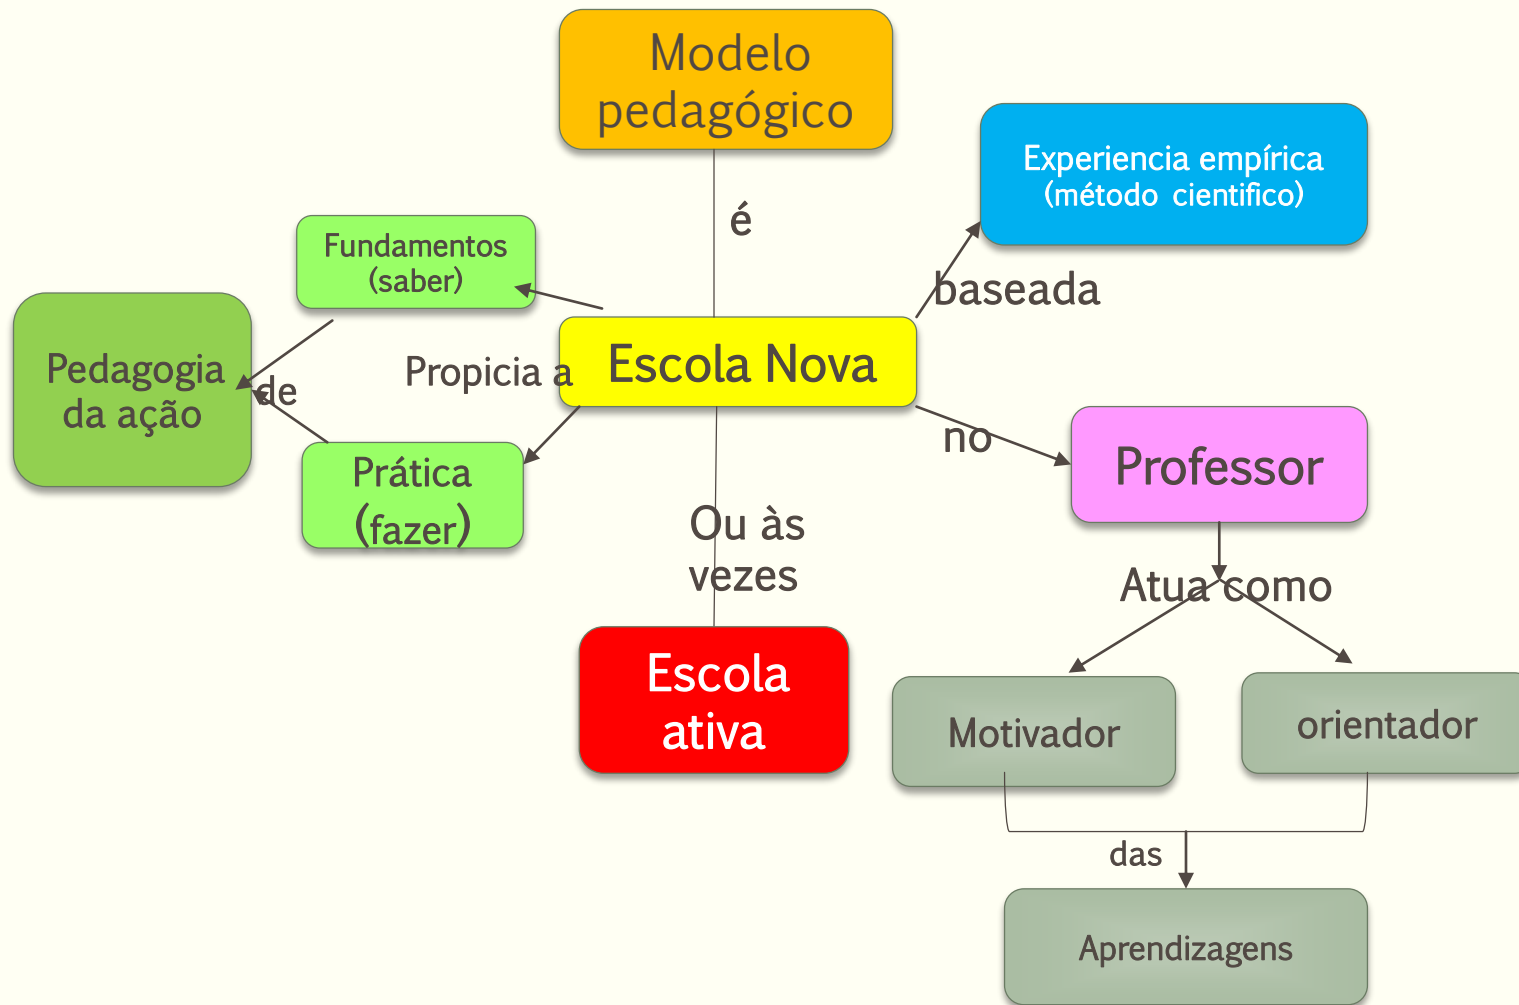 Modelo
pedagógico
Experiencia empírica
(método cientifico)
é
Fundamentos
(saber)
baseada
Pedagogia
da ação
de
Propicia a
Escola Nova
no
Professor
Prática
(fazer)
Ou às
vezes
Atua como
Escola
ativa
Motivador
orientador
das
Aprendizagens